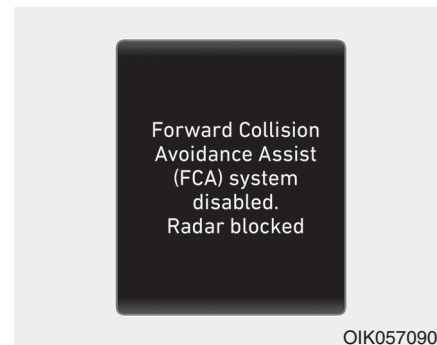 Forward Collision
Avoidance Assist
(FCA) system
disabled.
Radar blocked
OIK057090